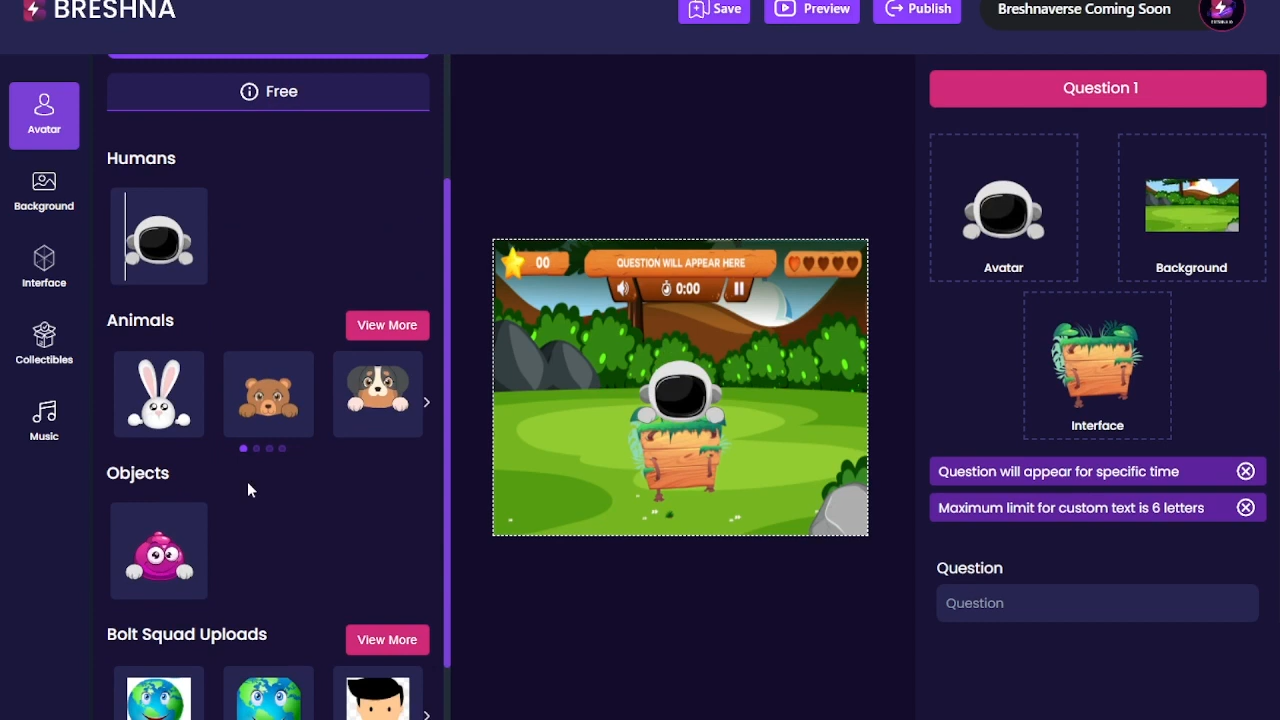 BRESHNA
Save
Preview
Publish
Breshnaverse Coming Soon
Avatar
Background
Interface
Collectibles
Music
Free
Humans
Animals
View More
Objects
Bolt Squad Uploads
View More
00
QUESTION WILL APPEAR HERE
0:00
Question 1
Avatar
Background
Interface
Question will appear for specific time
Maximum limit for custom text is 6 letters
Question
Question